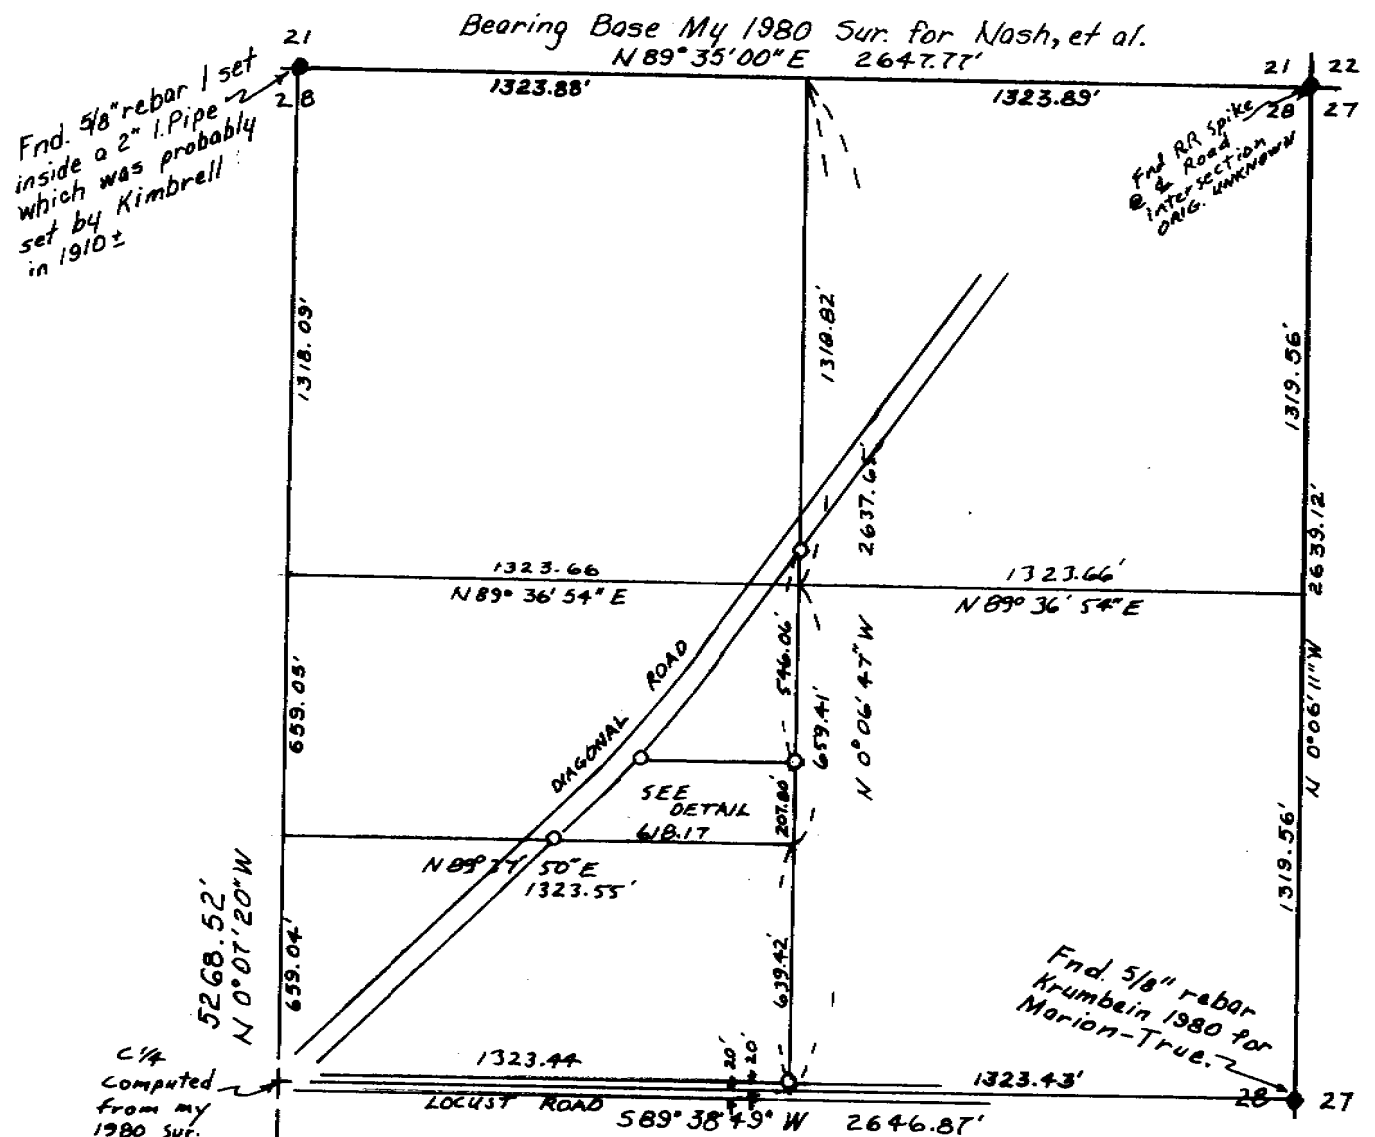 Bearing Base My 1980 Sur. for Nash, et al.
N 89° 35' 00" E 2647.77'
21
28
1323.88'
1323.89'
21 22
28 27
Fnd. 5/8" rebar I set
inside a 2" I.Pipe
which was probably
set by Kimbrell
in 1910±
Fnd RR Spike
@ ℄ Road
intersection
ORIG. UNKNOWN
1318.09'
1318.82'
1319.56'
2637.65'
2639.12'
1323.66
N 89° 36' 54" E
1323.66'
N 89° 36' 54" E
N 0° 06' 11" W
546.06'
659.41'
N 0° 06' 47" W
659.05'
DIAGONAL ROAD
SEE
DETAIL
618.17
207.80'
N 89° 37' 50" E
1323.55'
1319.56'
5268.52'
N 0° 07' 20" W
659.04'
639.42'
Fnd. 5/8" rebar
Krumbein 1980 for
Marion-True.
C 1/4
Computed
from my
1980 Sur.
1323.44
20'
20'
1323.43'
LOCUST ROAD
S 89° 38' 49" W 2646.87'
28 27